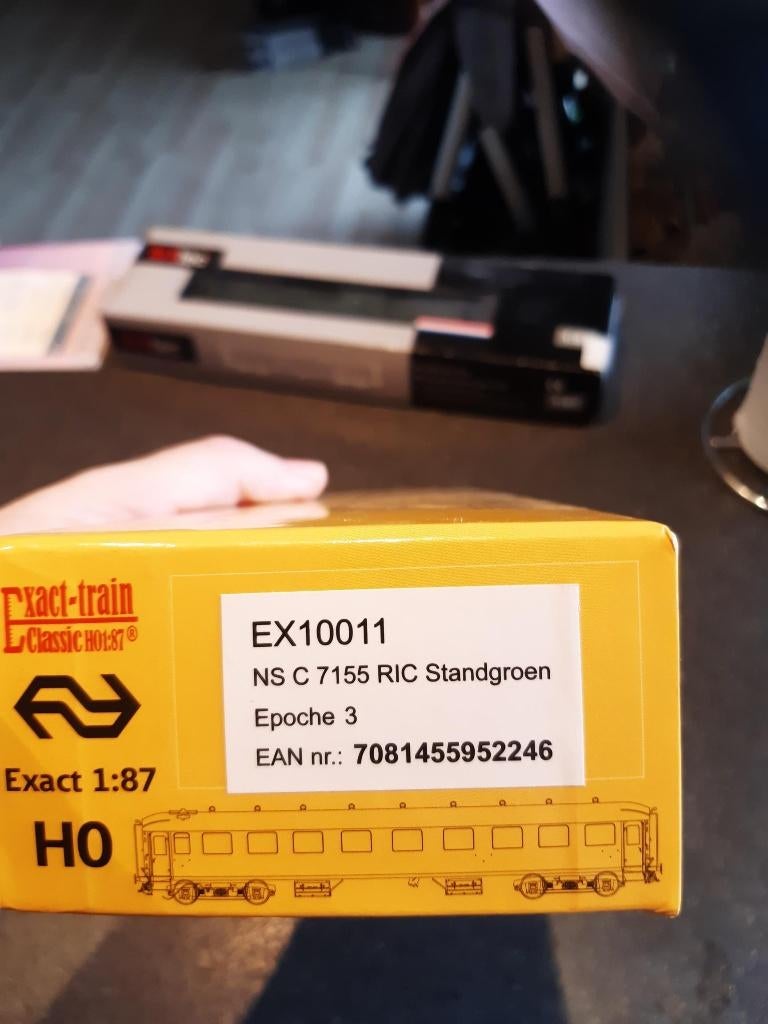 Exact-train
Classic H01:87®
Exact 1:87
H0
EX10011
NS C 7155 RIC Standgroen
Epoche 3
EAN nr.: 7081455952246